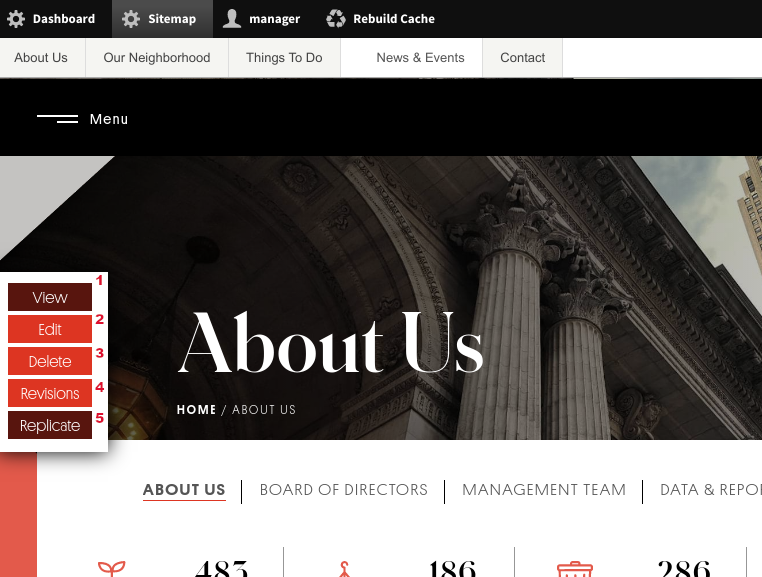 Dashboard Sitemap manager Rebuild Cache
About Us Our Neighborhood Things To Do News & Events Contact
Menu
1
View
2
Edit
3
Delete
4
Revisions
5
Replicate
About Us
HOME / ABOUT US
ABOUT US BOARD OF DIRECTORS MANAGEMENT TEAM DATA & REPO
483 186 286